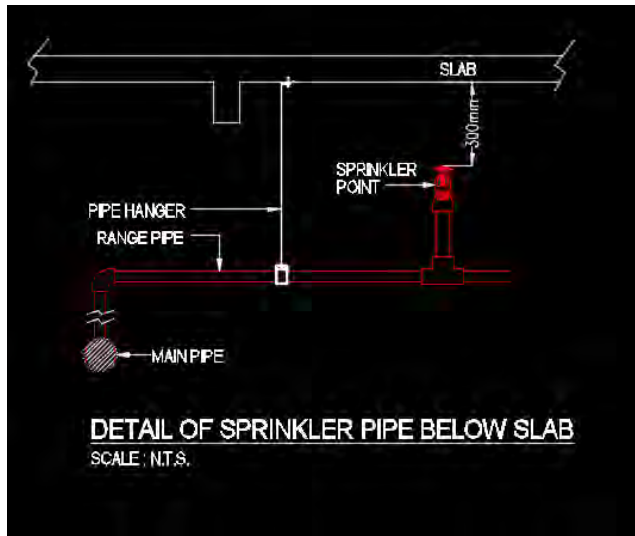 SLAB
300mm
SPRINKLER
POINT
PIPE HANGER
RANGE PIPE
MAIN PIPE
DETAIL OF SPRINKLER PIPE BELOW SLAB
SCALE : N.T.S.